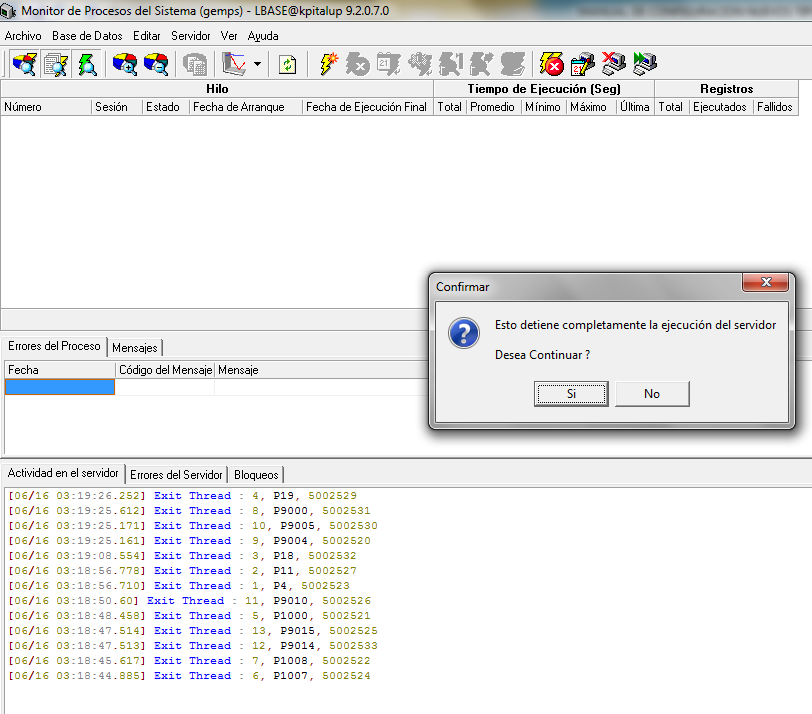 Monitor de Procesos del Sistema (gemps) - LBASE@kpitalup 9.2.0.7.0
Archivo Base de Datos Editar Servidor Ver Ayuda
Hilo Tiempo de Ejecución (Seg) Registros
Número Sesión Estado Fecha de Arranque Fecha de Ejecución Final Total Promedio Mínimo Máximo Última Total Ejecutados Fallidos
Confirmar
Esto detiene completamente la ejecución del servidor
Desea Continuar ?
Si No
Errores del Proceso Mensajes
Fecha Código del Mensaje Mensaje
Actividad en el servidor Errores del Servidor Bloqueos
[06/16 03:19:26.252] Exit Thread : 4, P19, 5002529
[06/16 03:19:25.612] Exit Thread : 8, P9000, 5002531
[06/16 03:19:25.171] Exit Thread : 10, P9005, 5002530
[06/16 03:19:25.161] Exit Thread : 9, P9004, 5002520
[06/16 03:19:08.554] Exit Thread : 3, P18, 5002532
[06/16 03:18:56.778] Exit Thread : 2, P11, 5002527
[06/16 03:18:56.710] Exit Thread : 1, P4, 5002523
[06/16 03:18:50.60] Exit Thread : 11, P9010, 5002526
[06/16 03:18:48.458] Exit Thread : 5, P1000, 5002521
[06/16 03:18:47.514] Exit Thread : 13, P9015, 5002525
[06/16 03:18:47.513] Exit Thread : 12, P9014, 5002533
[06/16 03:18:45.617] Exit Thread : 7, P1008, 5002522
[06/16 03:18:44.885] Exit Thread : 6, P1007, 5002524